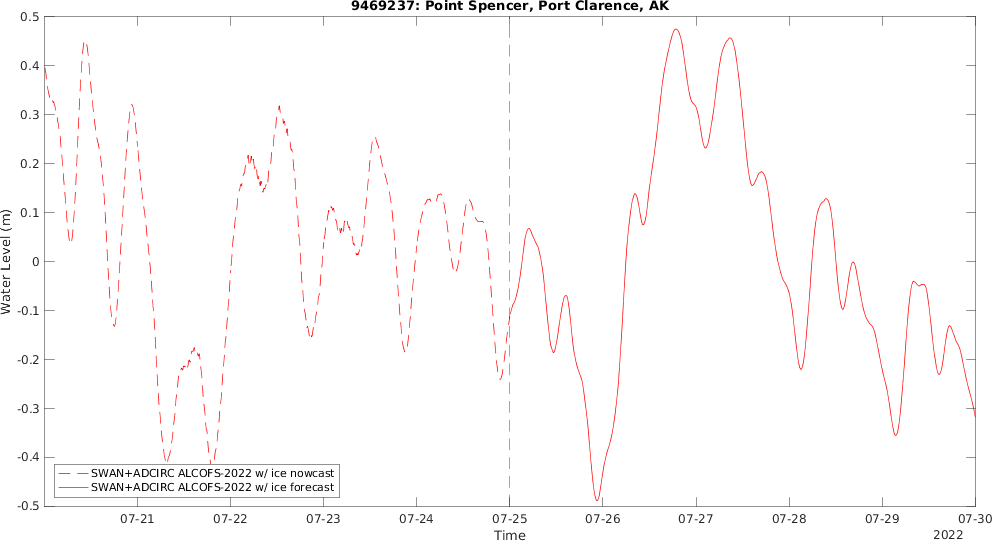 9469237: Point Spencer, Port Clarence, AK
0.5
0.4
0.3
0.2
0.1
0
-0.1
-0.2
-0.3
-0.4
-0.5
Water Level (m)
SWAN+ADCIRC ALCOFS-2022 w/ ice nowcast
SWAN+ADCIRC ALCOFS-2022 w/ ice forecast
07-21 07-22 07-23 07-24 07-25 07-26 07-27 07-28 07-29 07-30
Time
2022